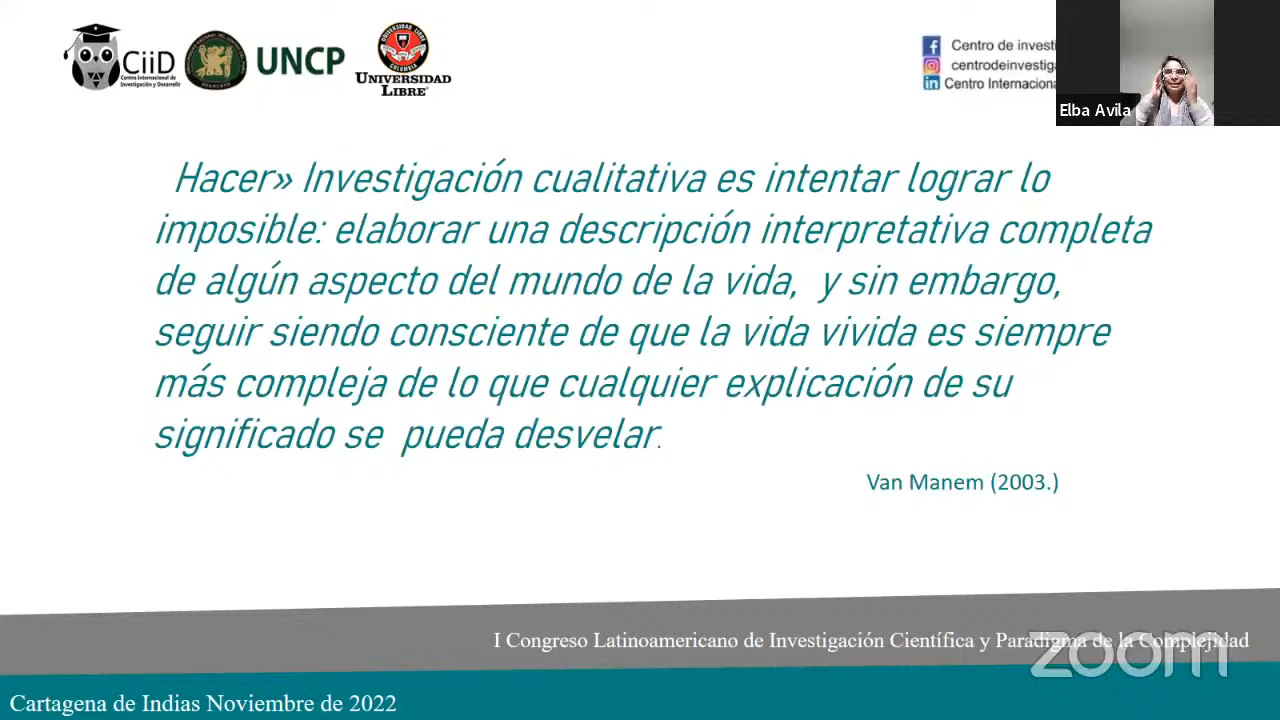 CiiD
Centro Internacional de
Investigación y Desarrollo
UNCP
UNIVERSIDAD
LIBRE
Centro de investi
centrodeinvestiga
Centro Internaciona
Elba Avila
Hacer» Investigación cualitativa es intentar lograr lo
imposible: elaborar una descripción interpretativa completa
de algún aspecto del mundo de la vida, y sin embargo,
seguir siendo consciente de que la vida vivida es siempre
más compleja de lo que cualquier explicación de su
significado se pueda desvelar.
Van Manem (2003.)
I Congreso Latinoamericano de Investigación Científica y Paradigma de la Complejidad
zoom
Cartagena de Indias Noviembre de 2022